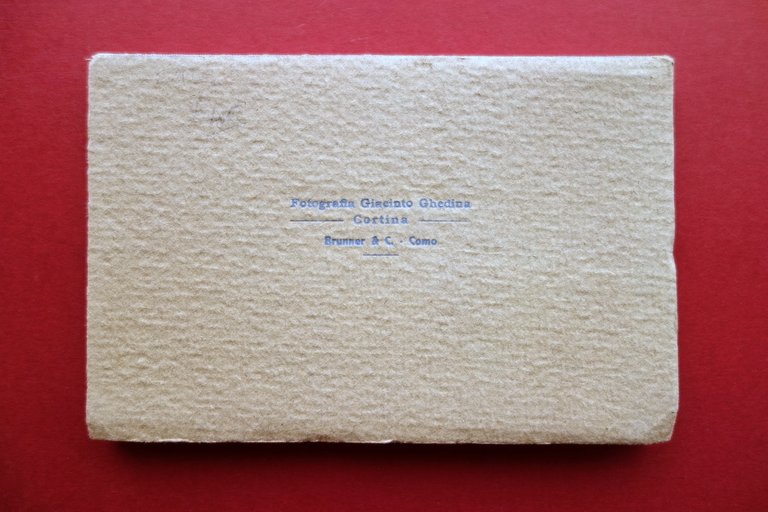 Fotografia Giacinto Ghedina
Cortina
Brunner & C. - Como